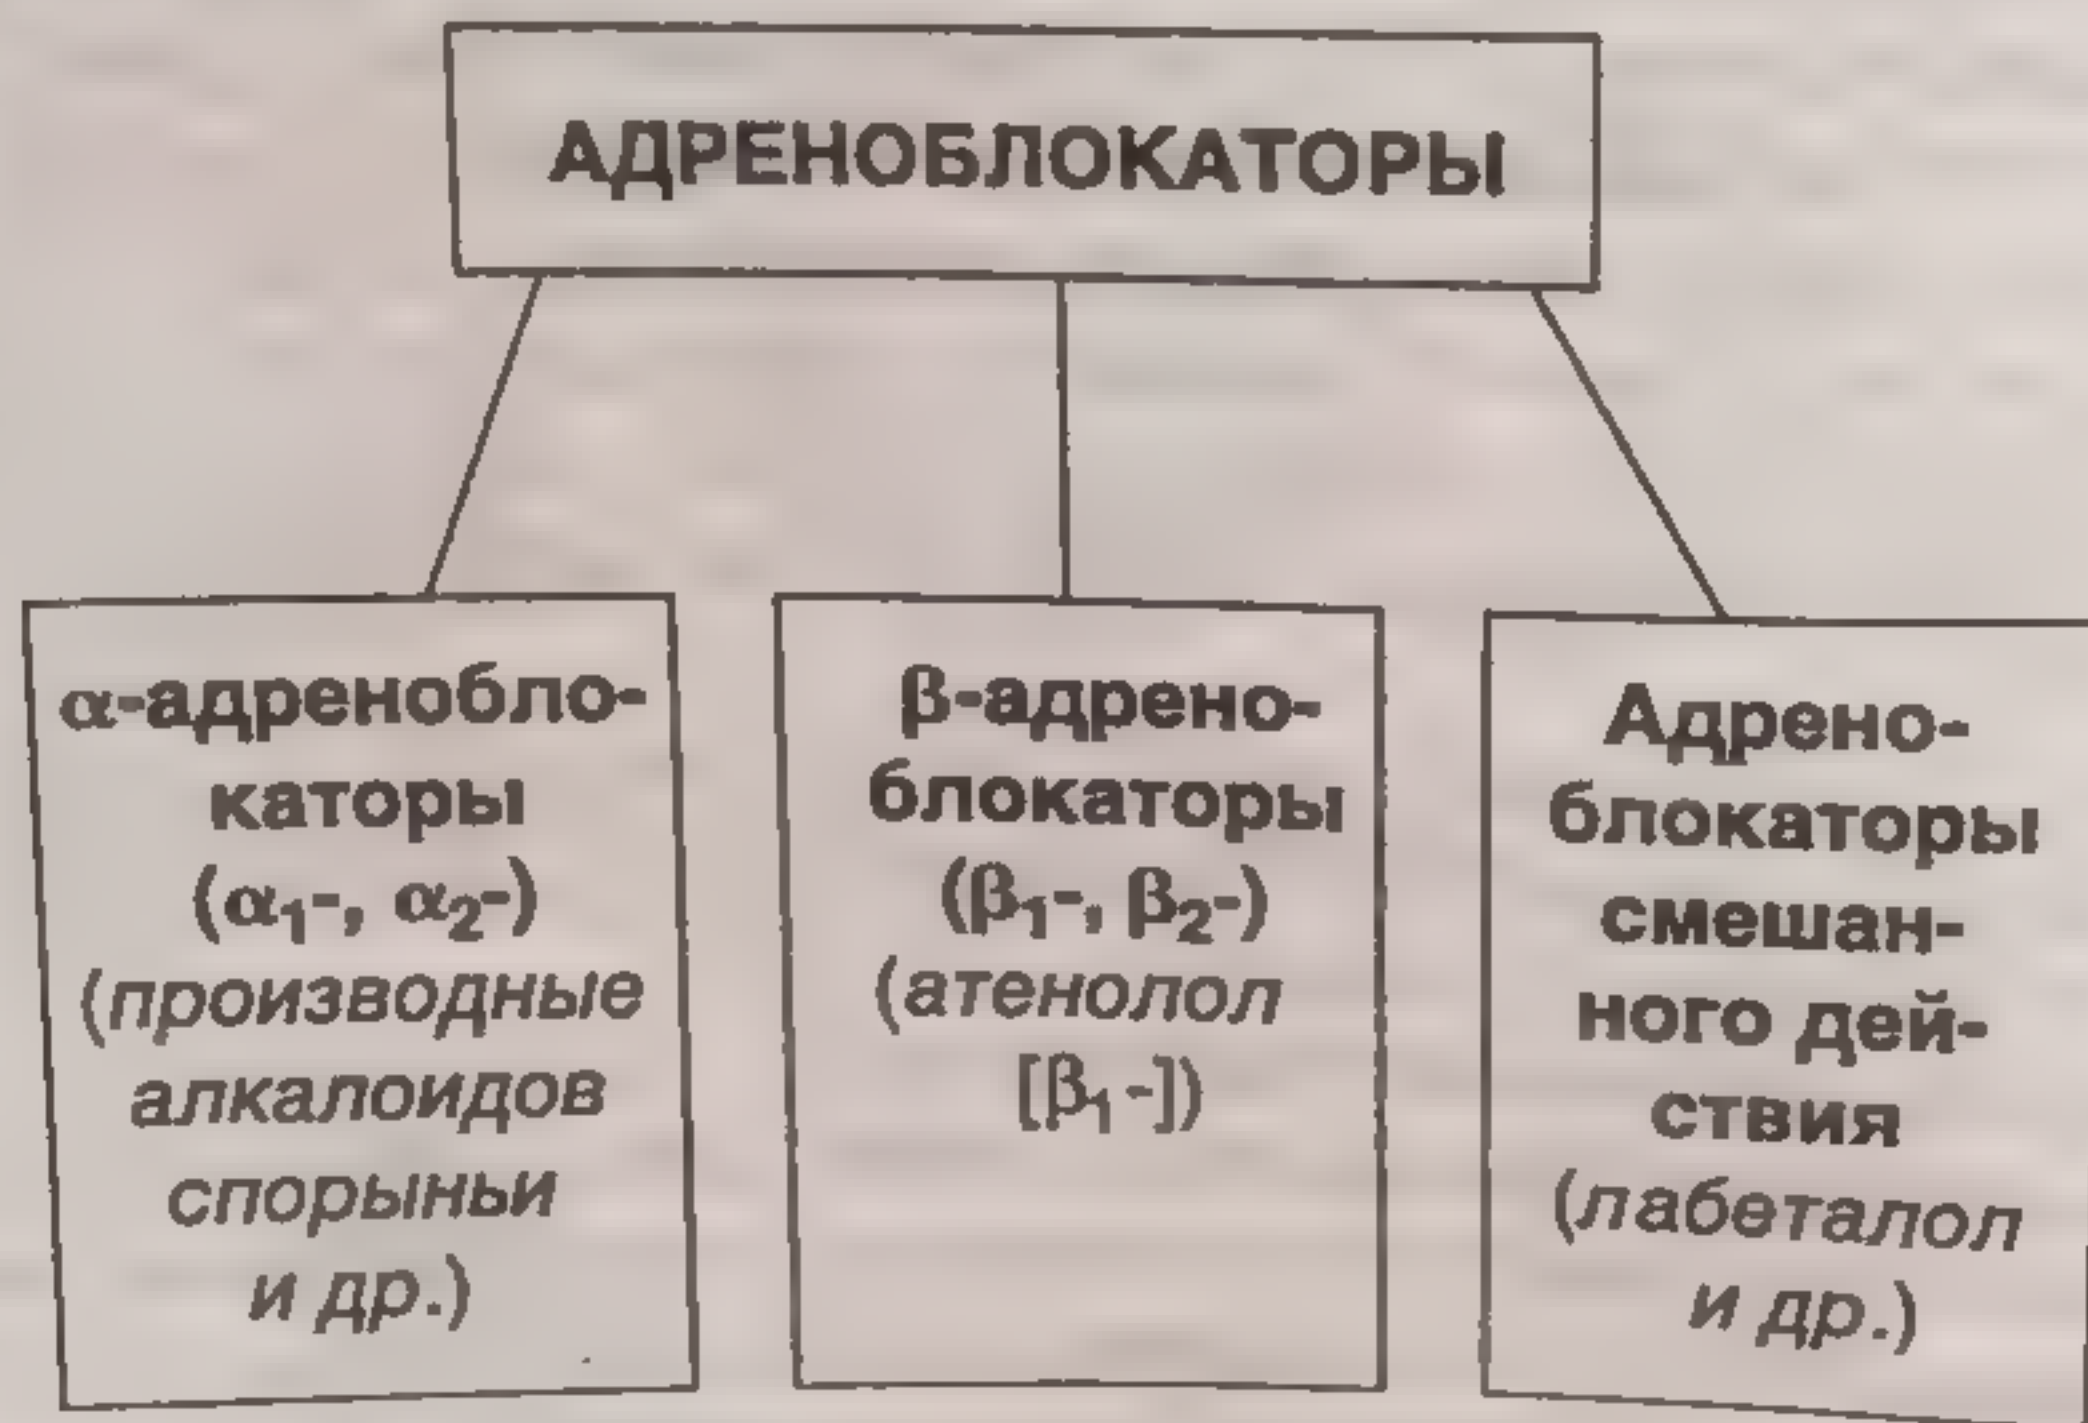 АДРЕНОБЛОКАТОРЫ
α-адренобло-
каторы
(α₁-, α₂-)
(производные
алкалоидов
спорыньи
и др.)
β-адрено-
блокаторы
(β₁-, β₂-)
(атенолол
[β₁-])
Адрено-
блокаторы
смешан-
ного дей-
ствия
(лабеталол
и др.)